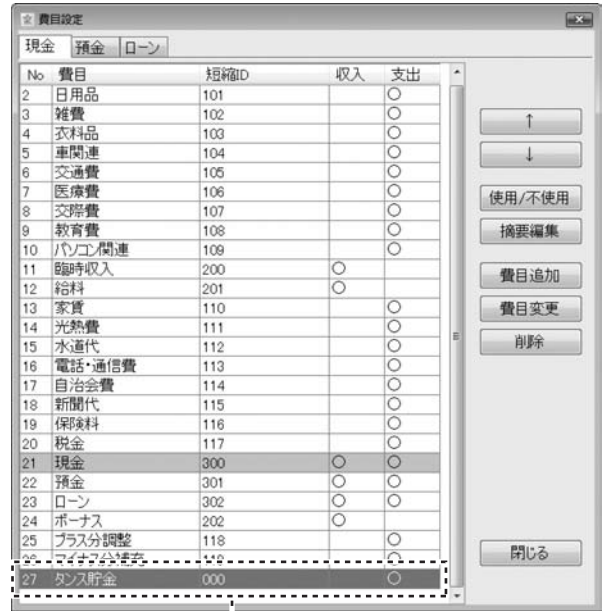 費目設定
現金 預金 ローン
No 費目 短縮ID 収入 支出
2 日用品 101 ○
3 雑費 102 ○
4 衣料品 103 ○
5 車関連 104 ○
6 交通費 105 ○
7 医療費 106 ○
8 交際費 107 ○
9 教育費 108 ○
10 パソコン関連 109 ○
11 臨時収入 200 ○
12 給料 201 ○
13 家賃 110 ○
14 光熱費 111 ○
15 水道代 112 ○
16 電話・通信費 113 ○
17 自治会費 114 ○
18 新聞代 115 ○
19 保険料 116 ○
20 税金 117 ○
21 現金 300 ○ ○
22 預金 301 ○ ○
23 ローン 302 ○ ○
24 ボーナス 202 ○
25 プラス分調整 118 ○
26 マイナス分補充 119 ○
27 タンス貯金 000 ○
↑
↓
使用/不使用
摘要編集
費目追加
費目変更
削除
閉じる